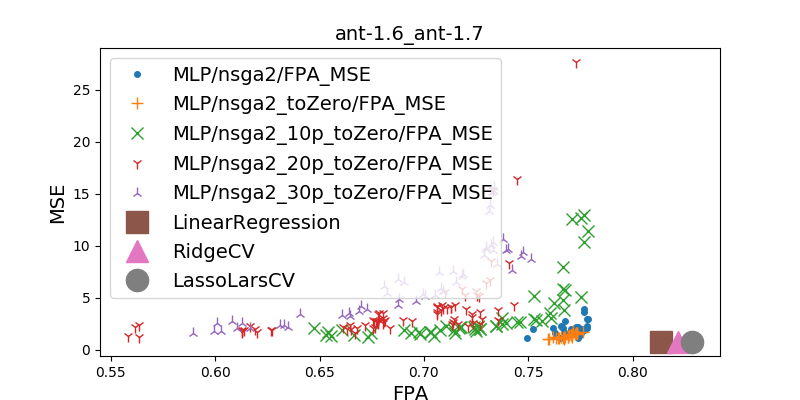 ant-1.6_ant-1.7
MSE
25
20
15
10
5
0
MLP/nsga2/FPA_MSE
MLP/nsga2_toZero/FPA_MSE
MLP/nsga2_10p_toZero/FPA_MSE
MLP/nsga2_20p_toZero/FPA_MSE
MLP/nsga2_30p_toZero/FPA_MSE
LinearRegression
RidgeCV
LassoLarsCV
0.55 0.60 0.65 0.70 0.75 0.80
FPA